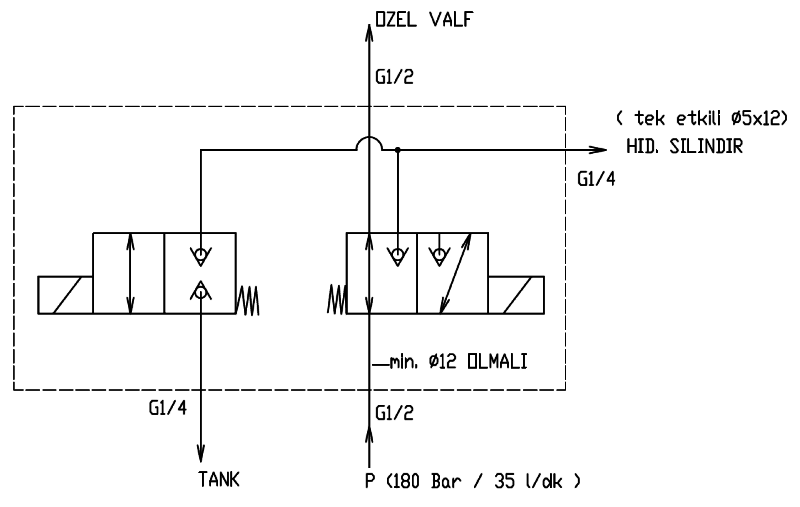 ÖZEL VALF
G1/2
( tek etkili Ø5x12)
HID. SILINDIR
G1/4
min. Ø12 OLMALI
G1/4
G1/2
TANK
P (180 Bar / 35 l/dk )